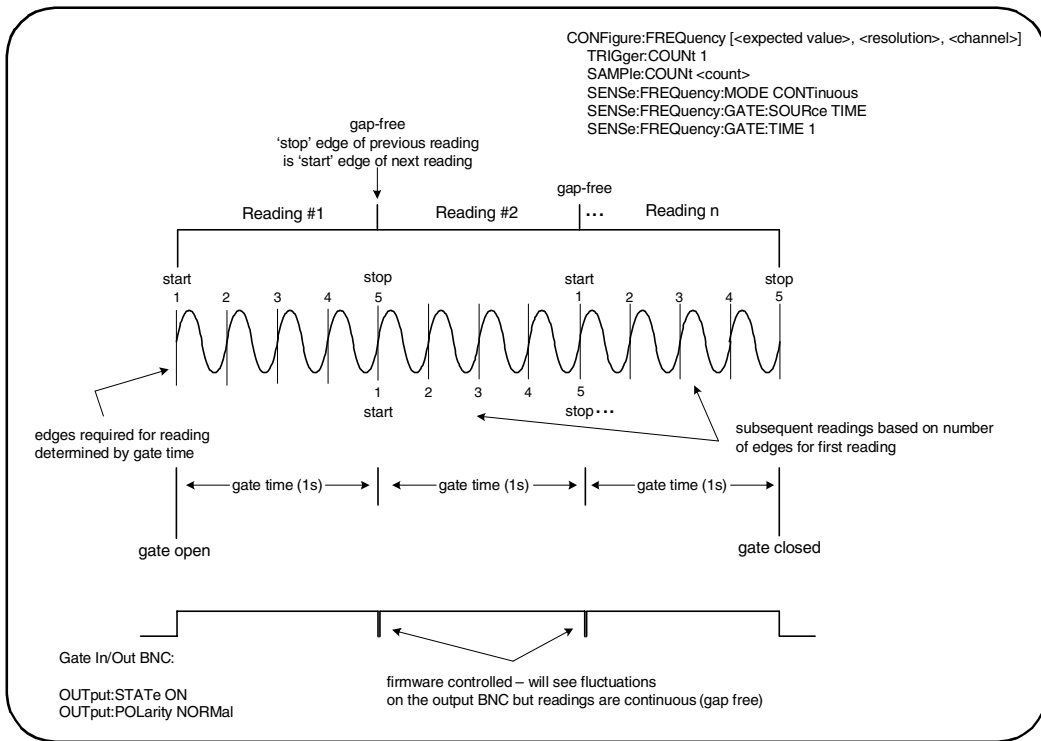 CONFigure:FREQuency [<expected value>, <resolution>, <channel>]
TRIGger:COUNt 1
SAMPle:COUNt <count>
SENSe:FREQuency:MODE CONTinuous
SENSe:FREQuency:GATE:SOURce TIME
SENSe:FREQuency:GATE:TIME 1
gap-free
‘stop’ edge of previous reading
is ‘start’ edge of next reading
gap-free
Reading #1
Reading #2
...
Reading n
start
stop
start
stop
1 2 3 4 5 1 2 3 4 5
1 2 3 4 5
start
stop...
edges required for reading
determined by gate time
subsequent readings based on number
of edges for first reading
gate time (1s)
gate time (1s)
gate time (1s)
gate open
gate closed
Gate In/Out BNC:
OUTput:STATe ON
OUTput:POLarity NORMal
firmware controlled – will see fluctuations
on the output BNC but readings are continuous (gap free)